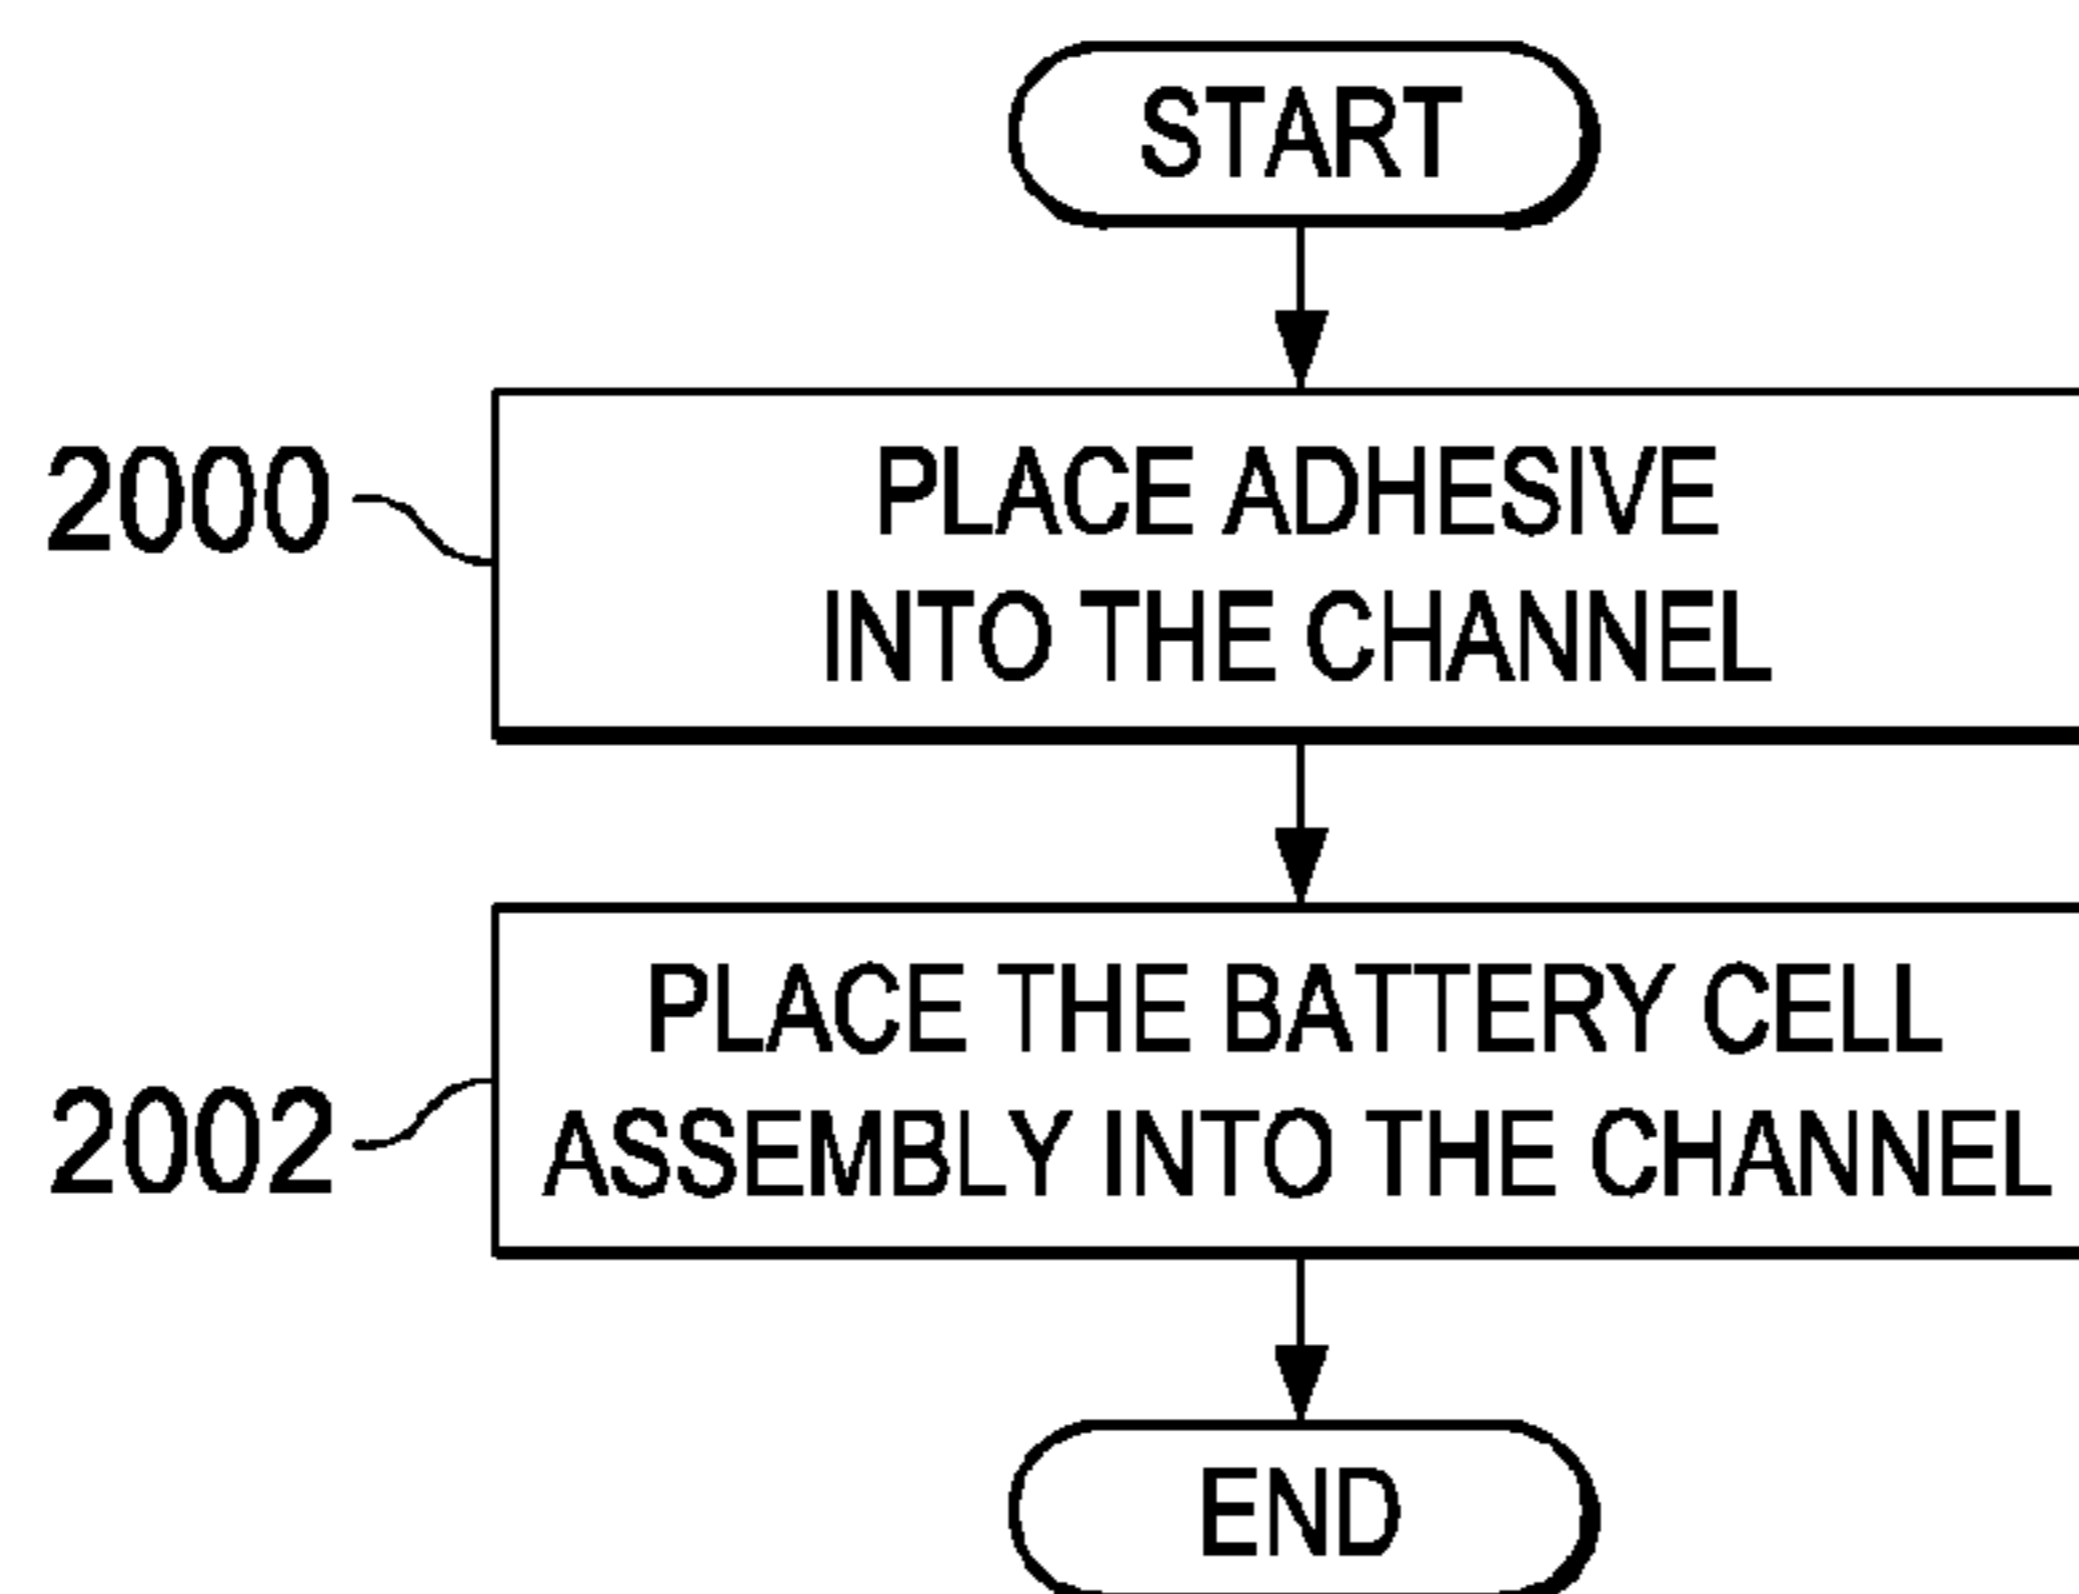 START
2000
PLACE ADHESIVE
INTO THE CHANNEL
PLACE THE BATTERY CELL
2002
ASSEMBLY INTO THE CHANNEL
END